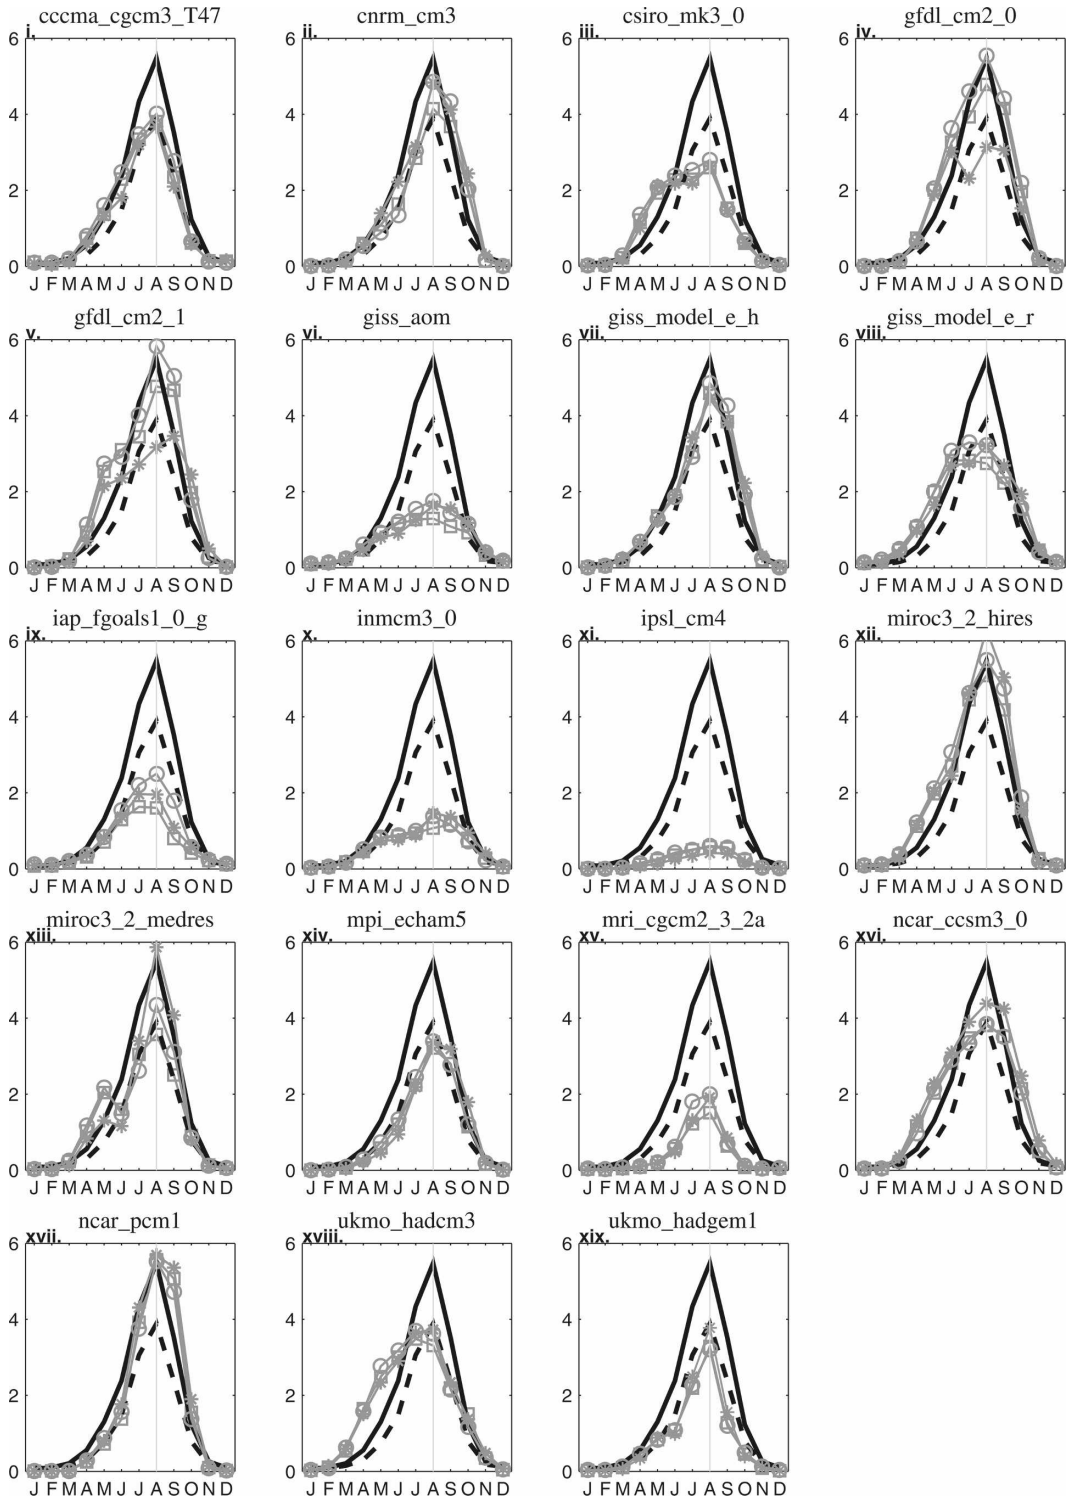 cccma_cgcm3_T47 cnrm_cm3 csiro_mk3_0 gfdl_cm2_0
i. ii. iii. iv.
6 6 6 6
4 4 4 4
2 2 2 2
0 0 0 0
J F M A M J J A S O N D J F M A M J J A S O N D J F M A M J J A S O N D J F M A M J J A S O N D
gfdl_cm2_1 giss_aom giss_model_e_h giss_model_e_r
v. vi. vii. viii.
6 6 6 6
4 4 4 4
2 2 2 2
0 0 0 0
J F M A M J J A S O N D J F M A M J J A S O N D J F M A M J J A S O N D J F M A M J J A S O N D
iap_fgoals1_0_g inmcm3_0 ipsl_cm4 miroc3_2_hires
ix. x. xi. xii.
6 6 6 6
4 4 4 4
2 2 2 2
0 0 0 0
J F M A M J J A S O N D J F M A M J J A S O N D J F M A M J J A S O N D J F M A M J J A S O N D
miroc3_2_medres mpi_echam5 mri_cgcm2_3_2a ncar_ccsm3_0
xiii. xiv. xv. xvi.
6 6 6 6
4 4 4 4
2 2 2 2
0 0 0 0
J F M A M J J A S O N D J F M A M J J A S O N D J F M A M J J A S O N D J F M A M J J A S O N D
ncar_pcm1 ukmo_hadcm3 ukmo_hadgem1
xvii. xviii. xix.
6 6 6
4 4 4
2 2 2
0 0 0
J F M A M J J A S O N D J F M A M J J A S O N D J F M A M J J A S O N D